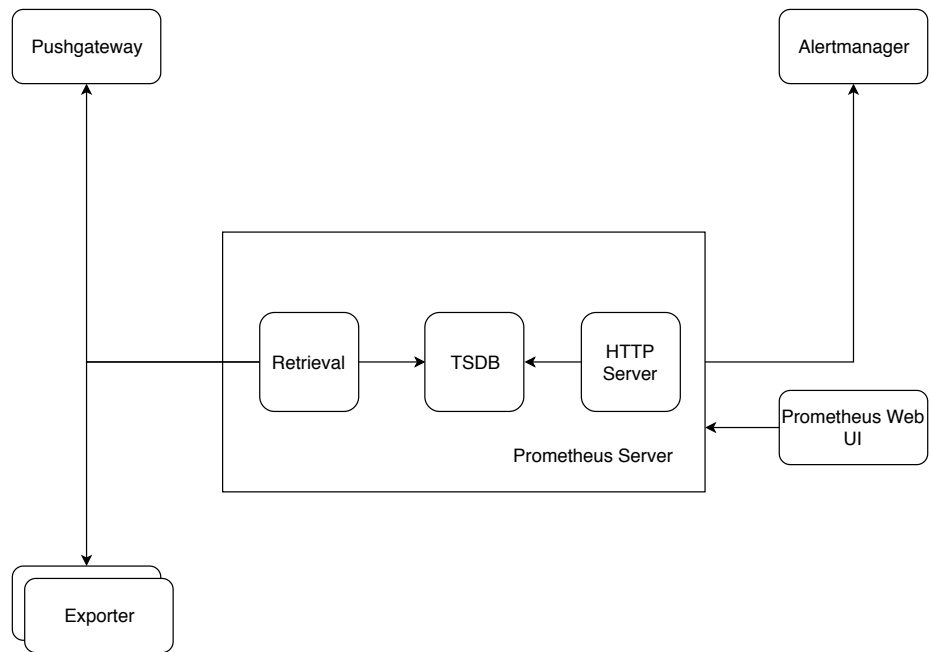 Pushgateway
Alertmanager
Retrieval
TSDB
HTTP
Server
Prometheus Web
UI
Prometheus Server
Exporter